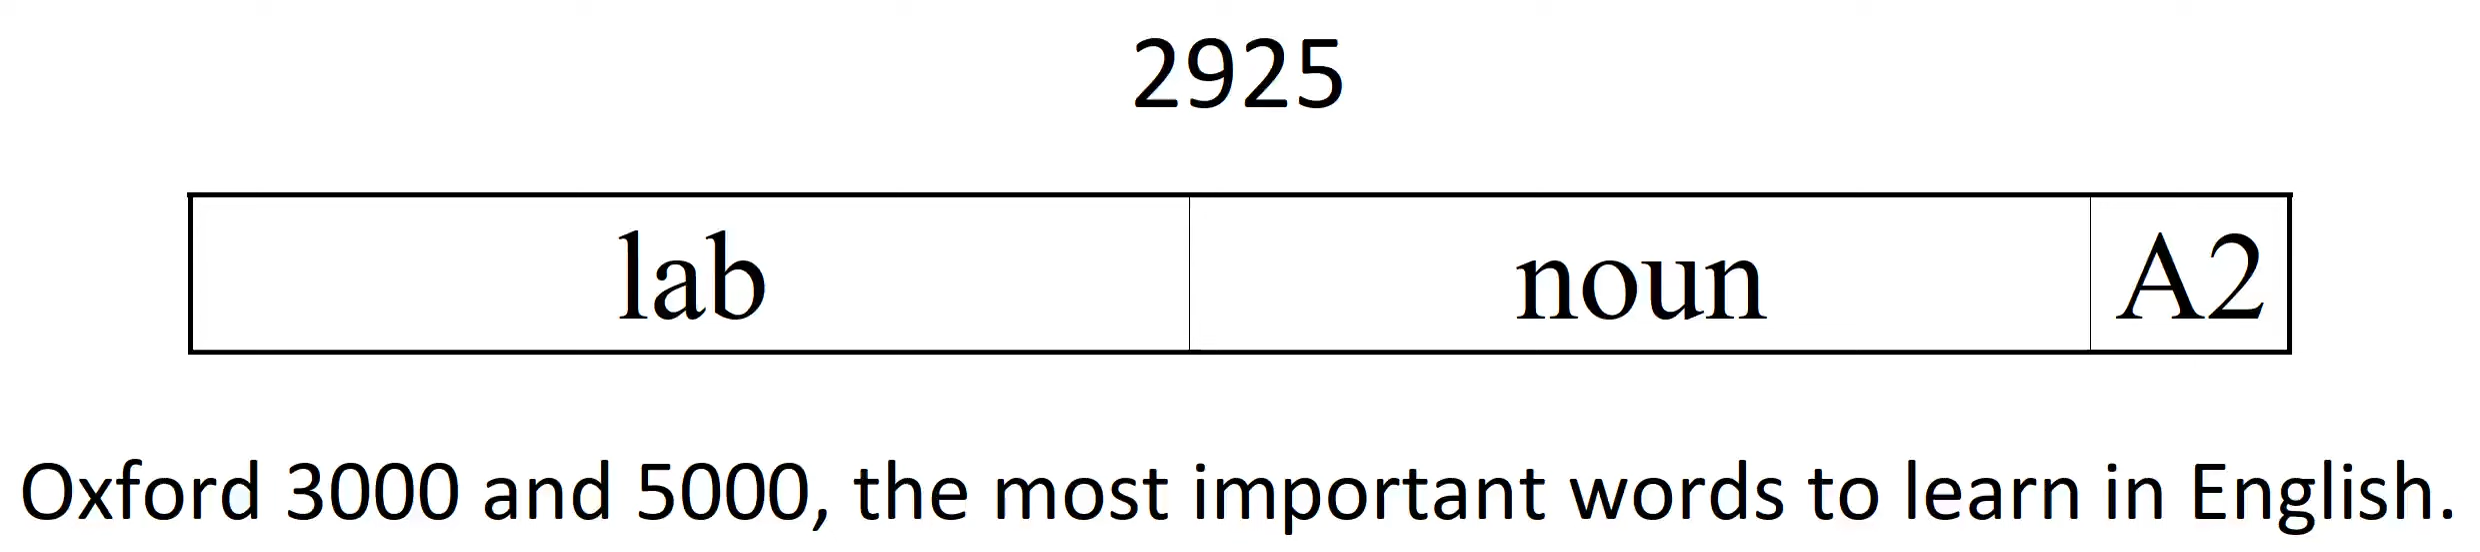 2925
lab noun A2
Oxford 3000 and 5000, the most important words to learn in English.